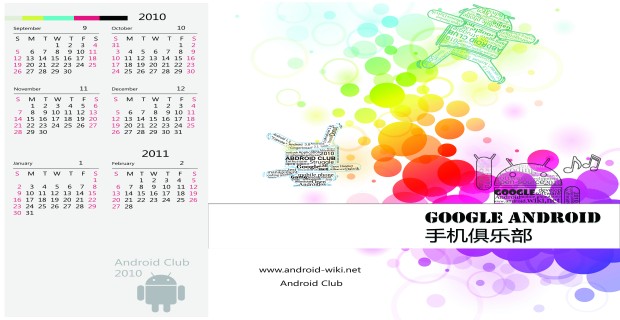 2010
September 9
S M T W T F S
1 2 3 4
5 6 7 8 9 10 11
12 13 14 15 16 17 18
19 20 21 22 23 24 25
26 27 28 29 30
October 10
S M T W T F S
31 1 2
3 4 5 6 7 8 9
10 11 12 13 14 15 16
17 18 19 20 21 22 23
24 25 26 27 28 29 30
November 11
S M T W T F S
1 2 3 4 5 6
7 8 9 10 11 12 13
14 15 16 17 18 19 20
21 22 23 24 25 26 27
28 29 30
December 12
S M T W T F S
1 2 3 4
5 6 7 8 9 10 11
12 13 14 15 16 17 18
19 20 21 22 23 24 25
26 27 28 29 30 31
2011
January 1
S M T W T F S
1
2 3 4 5 6 7 8
9 10 11 12 13 14 15
16 17 18 19 20 21 22
23 24 25 26 27 28 29
30 31
February 2
S M T W T F S
1 2 3 4 5
6 7 8 9 10 11 12
13 14 15 16 17 18 19
20 21 22 23 24 25 26
27 28
Android Club
2010
ABDROID CLUB
GOOGLE
GOOGLE ANDROID
手机俱乐部
www.android-wiki.net
Android Club